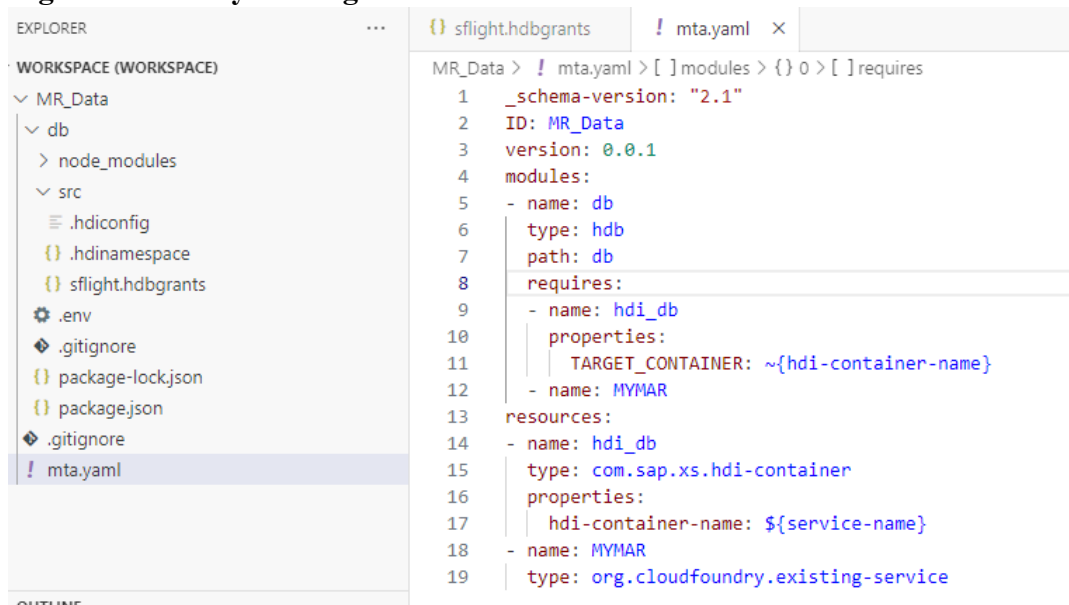 EXPLORER ...
WORKSPACE (WORKSPACE)
MR_Data
db
node_modules
src
.hdiconfig
.hdinamespace
sflight.hdbgrants
.env
.gitignore
package-lock.json
package.json
.gitignore
mta.yaml
{} sflight.hdbgrants
! mta.yaml ×
MR_Data > ! mta.yaml > [ ] modules > {} 0 > [ ] requires
1 _schema-version: "2.1"
2 ID: MR_Data
3 version: 0.0.1
4 modules:
5 - name: db
6   type: hdb
7   path: db
8   requires:
9   - name: hdi_db
10     properties:
11       TARGET_CONTAINER: ~{hdi-container-name}
12   - name: MYMAR
13 resources:
14 - name: hdi_db
15   type: com.sap.xs.hdi-container
16   properties:
17     hdi-container-name: ${service-name}
18 - name: MYMAR
19   type: org.cloudfoundry.existing-service